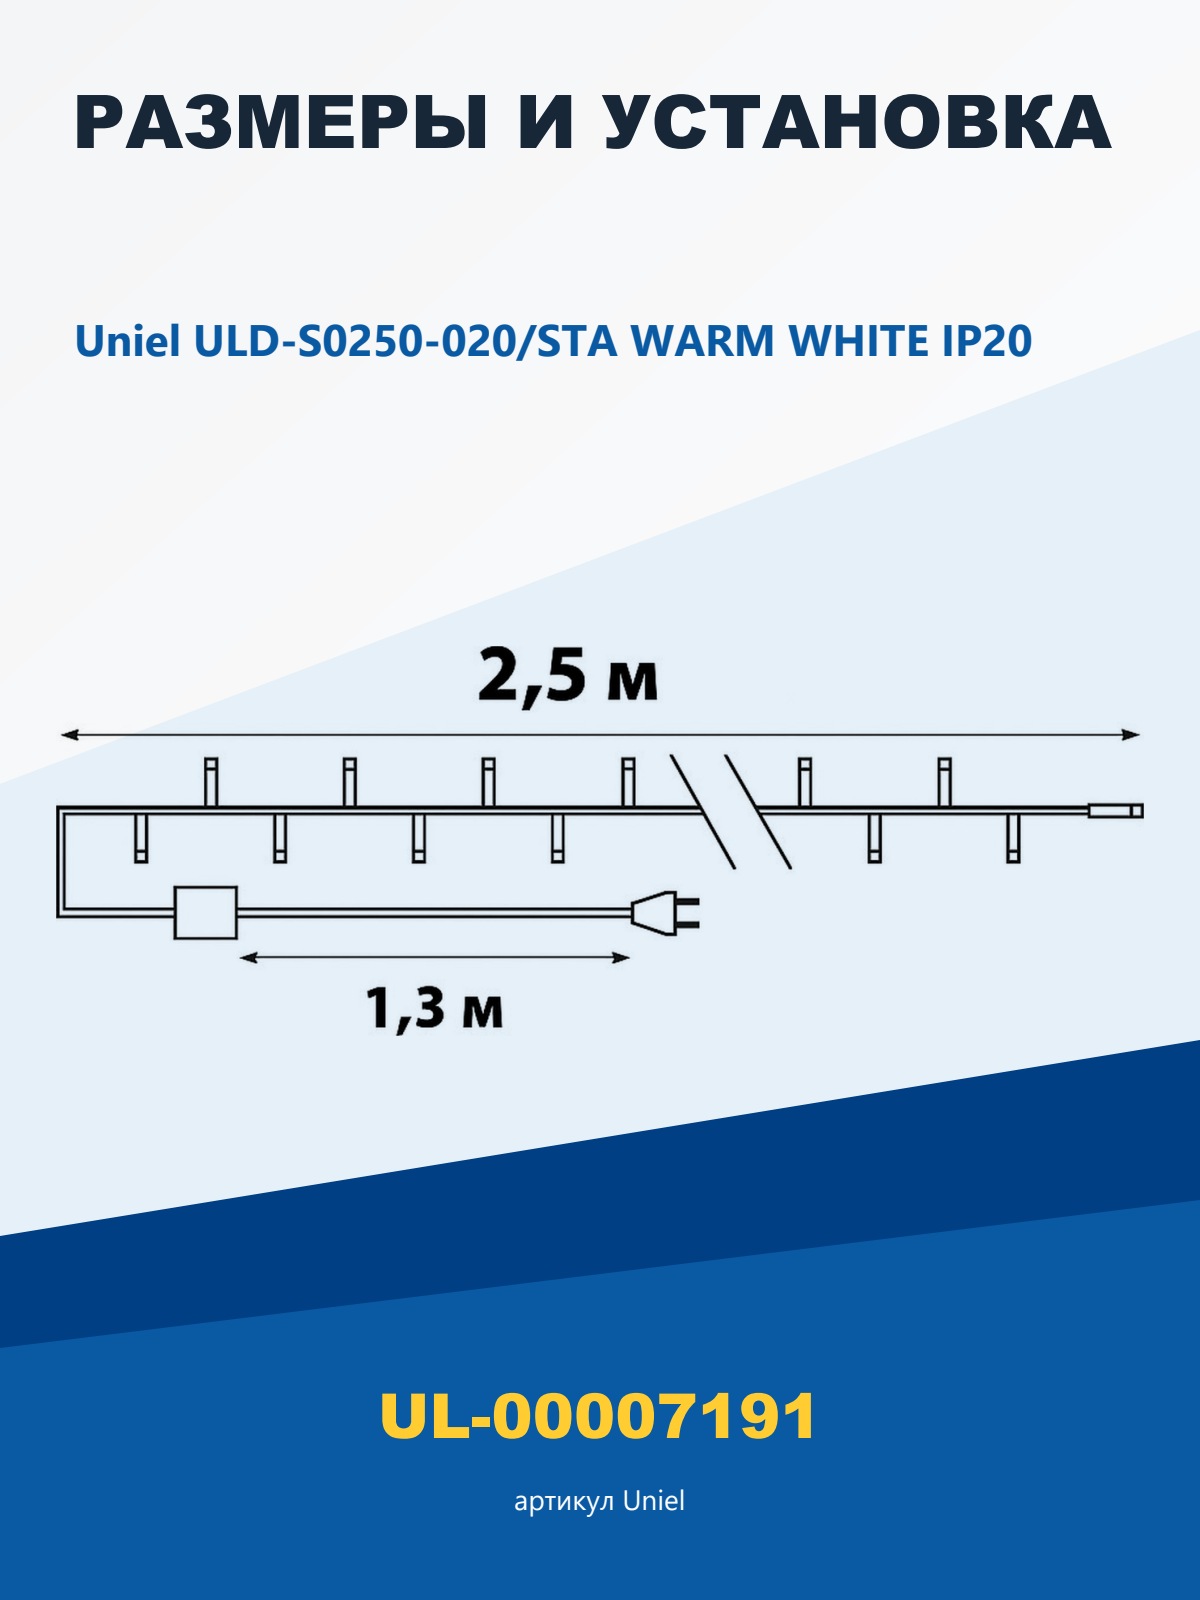 РАЗМЕРЫ И УСТАНОВКА
Uniel ULD-S0250-020/STA WARM WHITE IP20
2,5 м
1,3 м
UL-00007191
артикул Uniel